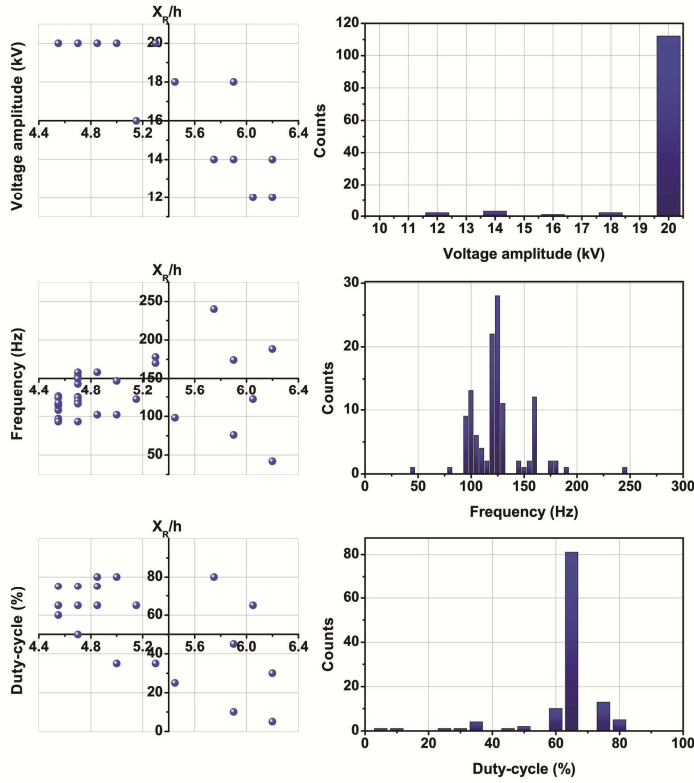 X_R/h
Voltage amplitude (kV)
20
18
16
14
12
4.4 4.8 5.2 5.6 6.0 6.4
Counts
120
100
80
60
40
20
0
10 11 12 13 14 15 16 17 18 19 20
Voltage amplitude (kV)
X_R/h
Frequency (Hz)
250
200
150
100
50
4.4 4.8 5.2 5.6 6.0 6.4
Counts
30
20
10
0
0 50 100 150 200 250 300
Frequency (Hz)
X_R/h
Duty-cycle (%)
80
60
40
20
0
4.4 4.8 5.2 5.6 6.0 6.4
Counts
80
60
40
20
0
0 20 40 60 80 100
Duty-cycle (%)